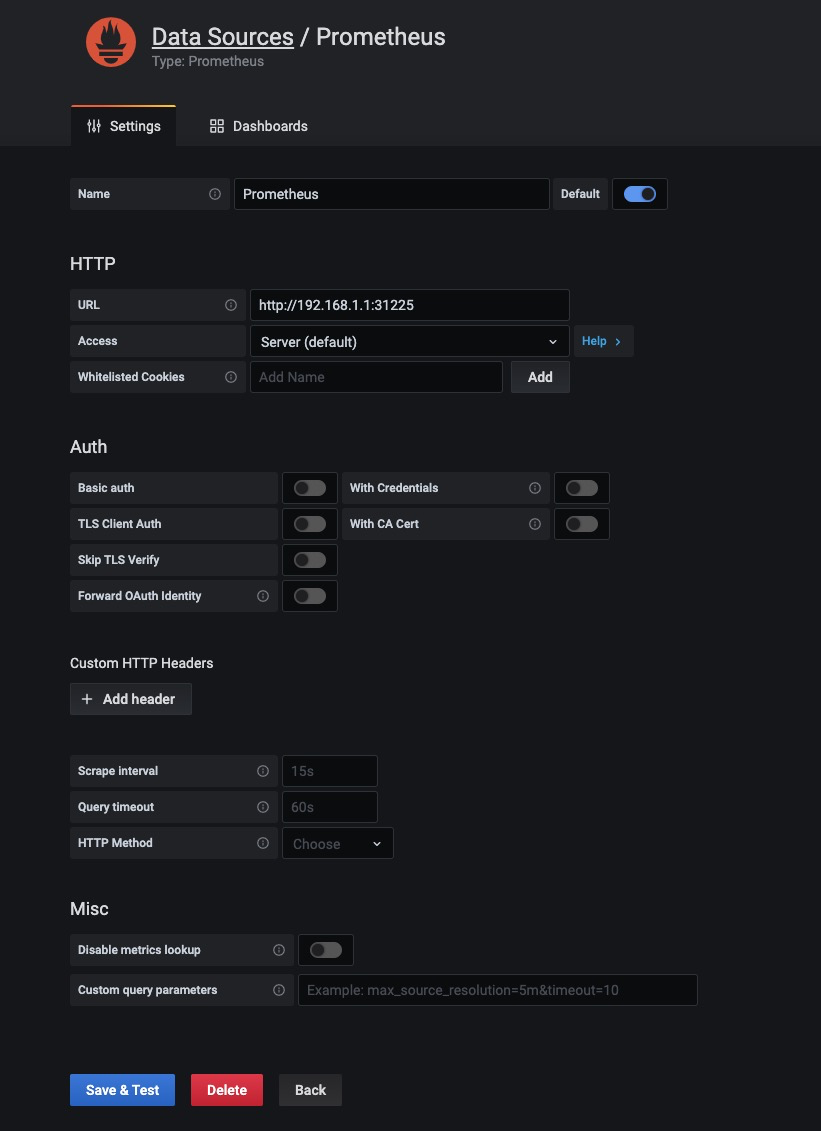 Data Sources / Prometheus
Type: Prometheus
Settings
Dashboards
Name
Prometheus
Default
HTTP
URL
http://192.168.1.1:31225
Access
Server (default)
Help
Whitelisted Cookies
Add Name
Add
Auth
Basic auth
With Credentials
TLS Client Auth
With CA Cert
Skip TLS Verify
Forward OAuth Identity
Custom HTTP Headers
Add header
Scrape interval
15s
Query timeout
60s
HTTP Method
Choose
Misc
Disable metrics lookup
Custom query parameters
Example: max_source_resolution=5m&timeout=10
Save & Test
Delete
Back